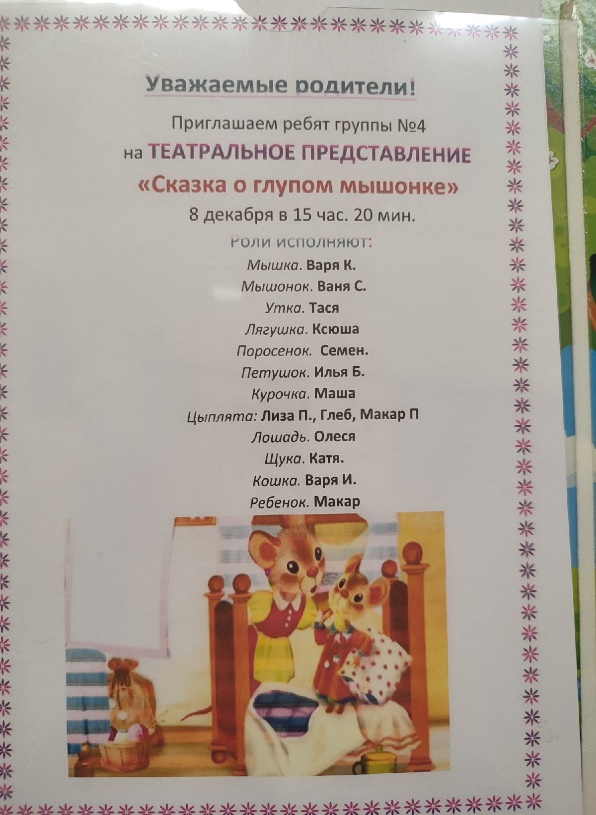 Уважаемые родители!
Приглашаем ребят группы №4
на ТЕАТРАЛЬНОЕ ПРЕДСТАВЛЕНИЕ
«Сказка о глупом мышонке»
8 декабря в 15 час. 20 мин.
Роли исполняют:
Мышка. Варя К.
Мышонок. Ваня С.
Утка. Тася
Лягушка. Ксюша
Поросенок. Семен.
Петушок. Илья Б.
Курочка. Маша
Цыплята: Лиза П., Глеб, Макар П
Лошадь. Олеся
Щука. Катя.
Кошка. Варя И.
Ребенок. Макар